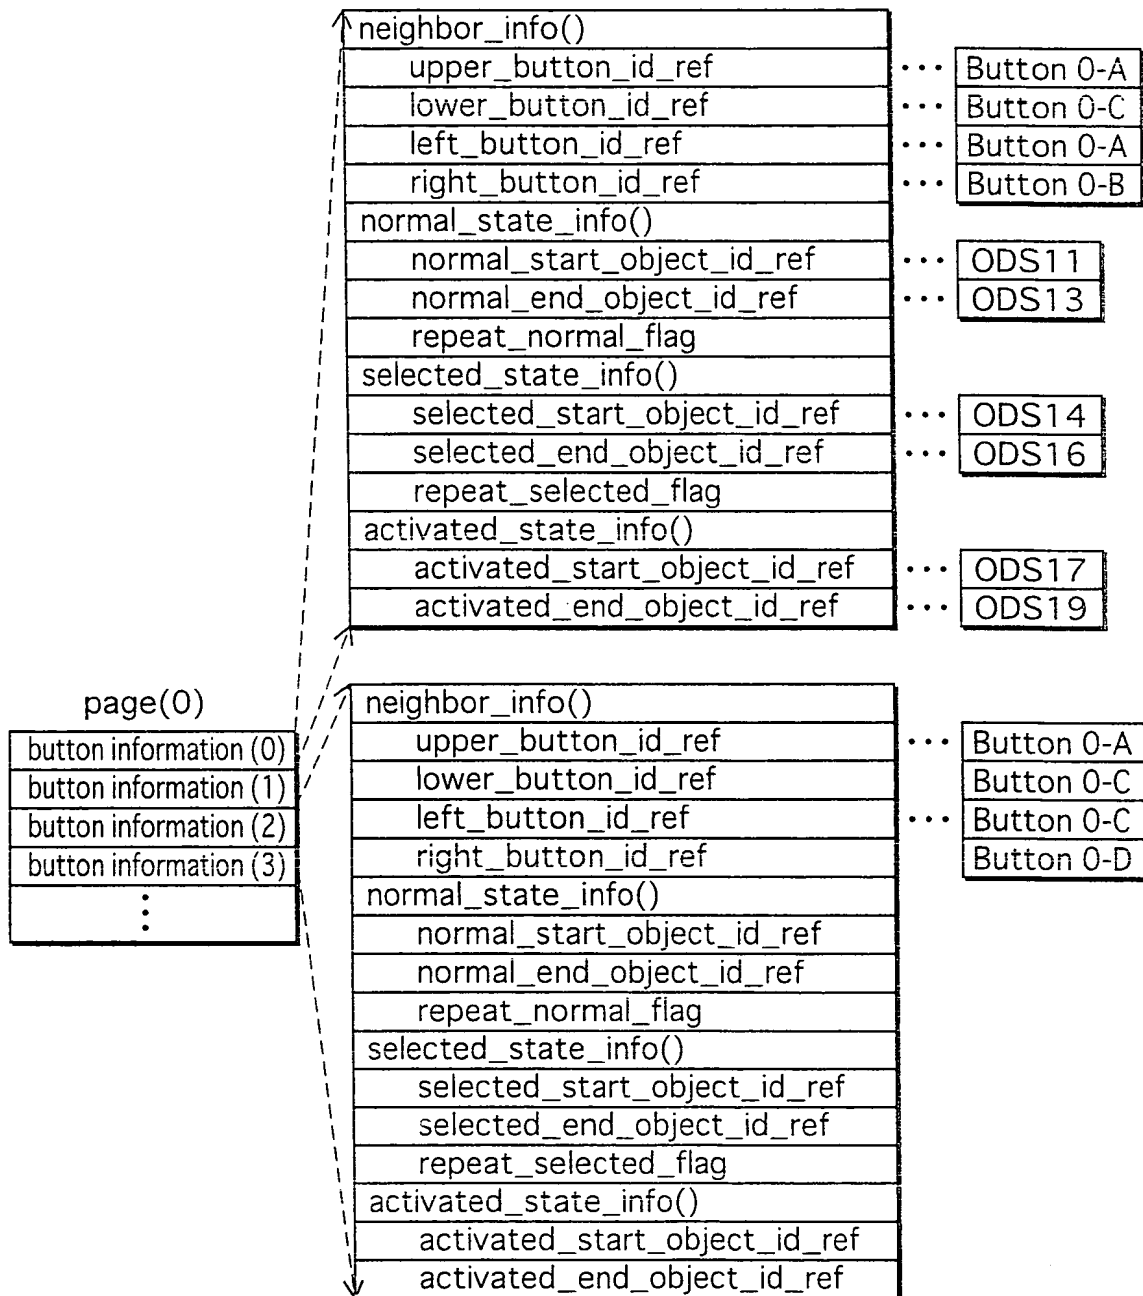 neighbor_info()
upper_button_id_ref ... Button 0-A
lower_button_id_ref ... Button 0-C
left_button_id_ref ... Button 0-A
right_button_id_ref ... Button 0-B
normal_state_info()
normal_start_object_id_ref ... ODS11
normal_end_object_id_ref ... ODS13
repeat_normal_flag
selected_state_info()
selected_start_object_id_ref ... ODS14
selected_end_object_id_ref ... ODS16
repeat_selected_flag
activated_state_info()
activated_start_object_id_ref ... ODS17
activated_end_object_id_ref ... ODS19
page(0)
button information (0)
button information (1)
button information (2)
button information (3)
⋮
neighbor_info()
upper_button_id_ref ... Button 0-A
lower_button_id_ref Button 0-C
left_button_id_ref ... Button 0-C
right_button_id_ref Button 0-D
normal_state_info()
normal_start_object_id_ref
normal_end_object_id_ref
repeat_normal_flag
selected_state_info()
selected_start_object_id_ref
selected_end_object_id_ref
repeat_selected_flag
activated_state_info()
activated_start_object_id_ref
activated_end_object_id_ref